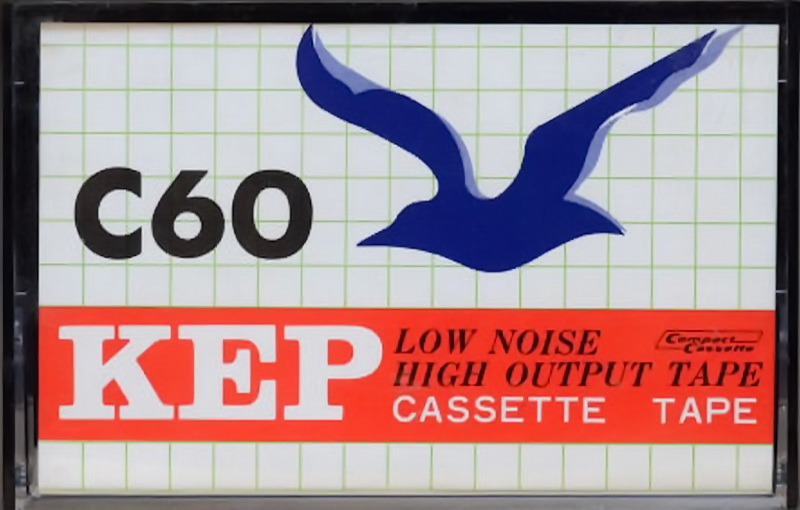 C60
KEP
LOW NOISE
HIGH OUTPUT TAPE
CASSETTE TAPE
Compact
Cassette